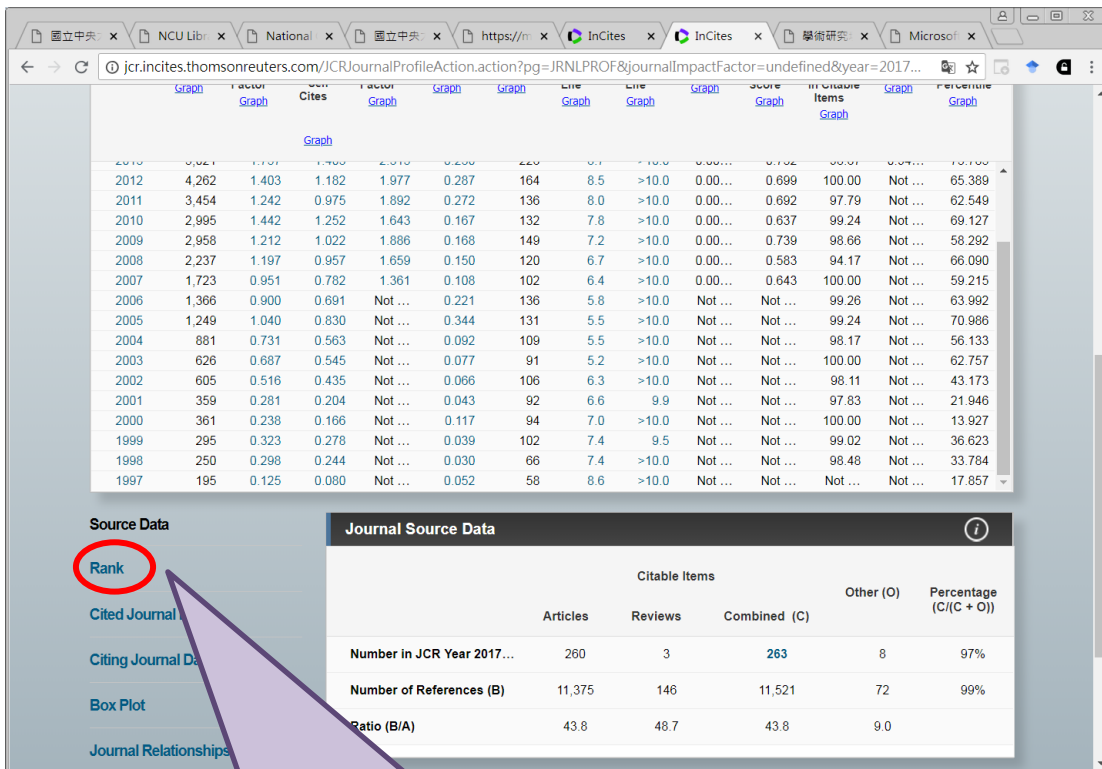 國立中央 NCU Libr National 國立中央 https://m InCites InCites 學術研究 Microsof
jcr.incites.thomsonreuters.com/JCRJournalProfileAction.action?pg=JRNLPROF&journalImpactFactor=undefined&year=2017...
Graph Factor Graph Self Cites Graph Factor Graph Graph Graph Life Graph Life Graph Graph Score Graph in Citable Items Graph Graph Percentile Graph
2012 4,262 1.403 1.182 1.977 0.287 164 8.5 >10.0 0.00... 0.699 100.00 Not ... 65.389
2011 3,454 1.242 0.975 1.892 0.272 136 8.0 >10.0 0.00... 0.692 97.79 Not ... 62.549
2010 2,995 1.442 1.252 1.643 0.167 132 7.8 >10.0 0.00... 0.637 99.24 Not ... 69.127
2009 2,958 1.212 1.022 1.886 0.168 149 7.2 >10.0 0.00... 0.739 98.66 Not ... 58.292
2008 2,237 1.197 0.957 1.659 0.150 120 6.7 >10.0 0.00... 0.583 94.17 Not ... 66.090
2007 1,723 0.951 0.782 1.361 0.108 102 6.4 >10.0 0.00... 0.643 100.00 Not ... 59.215
2006 1,366 0.900 0.691 Not ... 0.221 136 5.8 >10.0 Not ... Not ... 99.26 Not ... 63.992
2005 1,249 1.040 0.830 Not ... 0.344 131 5.5 >10.0 Not ... Not ... 99.24 Not ... 70.986
2004 881 0.731 0.563 Not ... 0.092 109 5.5 >10.0 Not ... Not ... 98.17 Not ... 56.133
2003 626 0.687 0.545 Not ... 0.077 91 5.2 >10.0 Not ... Not ... 100.00 Not ... 62.757
2002 605 0.516 0.435 Not ... 0.066 106 6.3 >10.0 Not ... Not ... 98.11 Not ... 43.173
2001 359 0.281 0.204 Not ... 0.043 92 6.6 9.9 Not ... Not ... 97.83 Not ... 21.946
2000 361 0.238 0.166 Not ... 0.117 94 7.0 >10.0 Not ... Not ... 100.00 Not ... 13.927
1999 295 0.323 0.278 Not ... 0.039 102 7.4 9.5 Not ... Not ... 99.02 Not ... 36.623
1998 250 0.298 0.244 Not ... 0.030 66 7.4 >10.0 Not ... Not ... 98.48 Not ... 33.784
1997 195 0.125 0.080 Not ... 0.052 58 8.6 >10.0 Not ... Not ... Not ... Not ... 17.857
Source Data
Rank
Cited Journal
Citing Journal Da
Box Plot
Journal Relationships
Journal Source Data
Citable Items
Articles Reviews Combined (C) Other (O) Percentage (C/(C + O))
Number in JCR Year 2017... 260 3 263 8 97%
Number of References (B) 11,375 146 11,521 72 99%
Ratio (B/A) 43.8 48.7 43.8 9.0